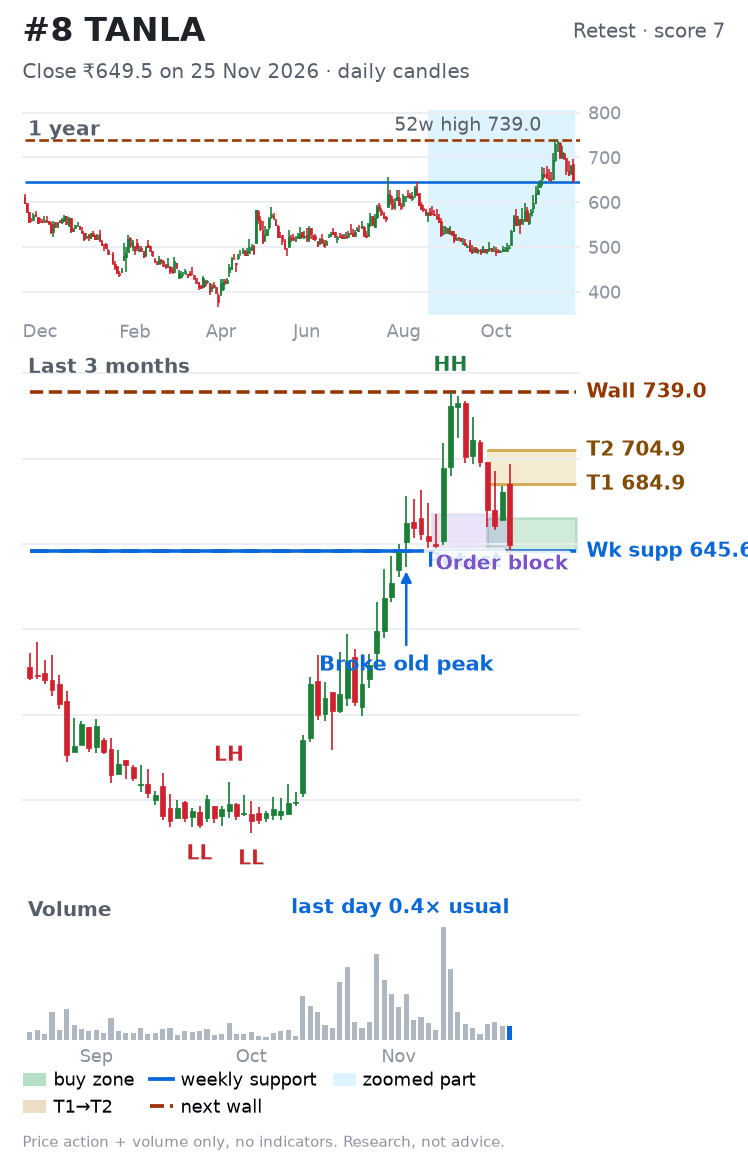 #8 TANLA
Retest · score 7
Close ₹649.5 on 25 Nov 2026 · daily candles
1 year
52w high 739.0
800
700
600
500
400
Dec Feb Apr Jun Aug Oct
Last 3 months
HH
Wall 739.0
T2 704.9
T1 684.9
Wk supp 645.6
Order block
Broke old peak
LH
LL
LL
Volume
last day 0.4× usual
Sep Oct Nov
buy zone weekly support zoomed part
T1→T2 next wall
Price action + volume only, no indicators. Research, not advice.